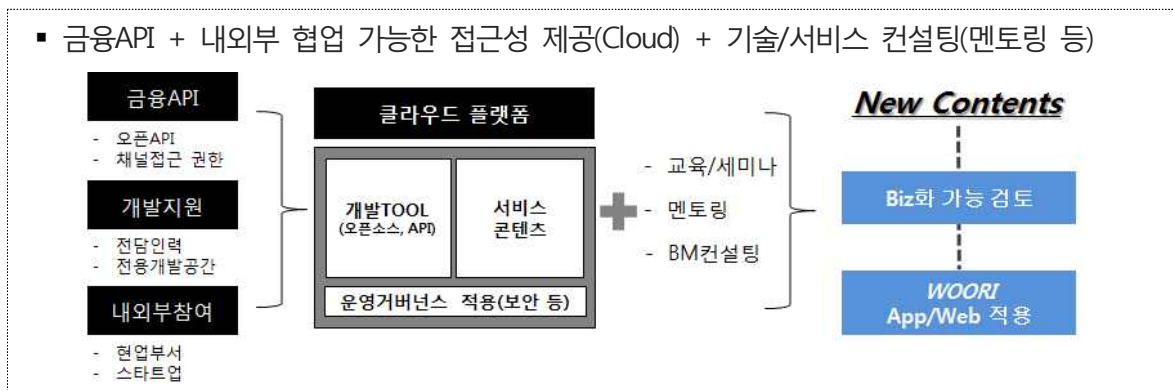 ▪ 금융API + 내외부 협업 가능한 접근성 제공(Cloud) + 기술/서비스 컨설팅(멘토링 등)
금융API
- 오픈API
- 채널접근 권한
개발지원
- 전담인력
- 전용개발공간
내외부참여
- 현업부서
- 스타트업
클라우드 플랫폼
개발TOOL
(오픈소스, API)
서비스
콘텐츠
운영거버넌스 적용(보안 등)
- 교육/세미나
- 멘토링
- BM컨설팅
New Contents
Biz화 가능 검토
WOORI
App/Web 적용